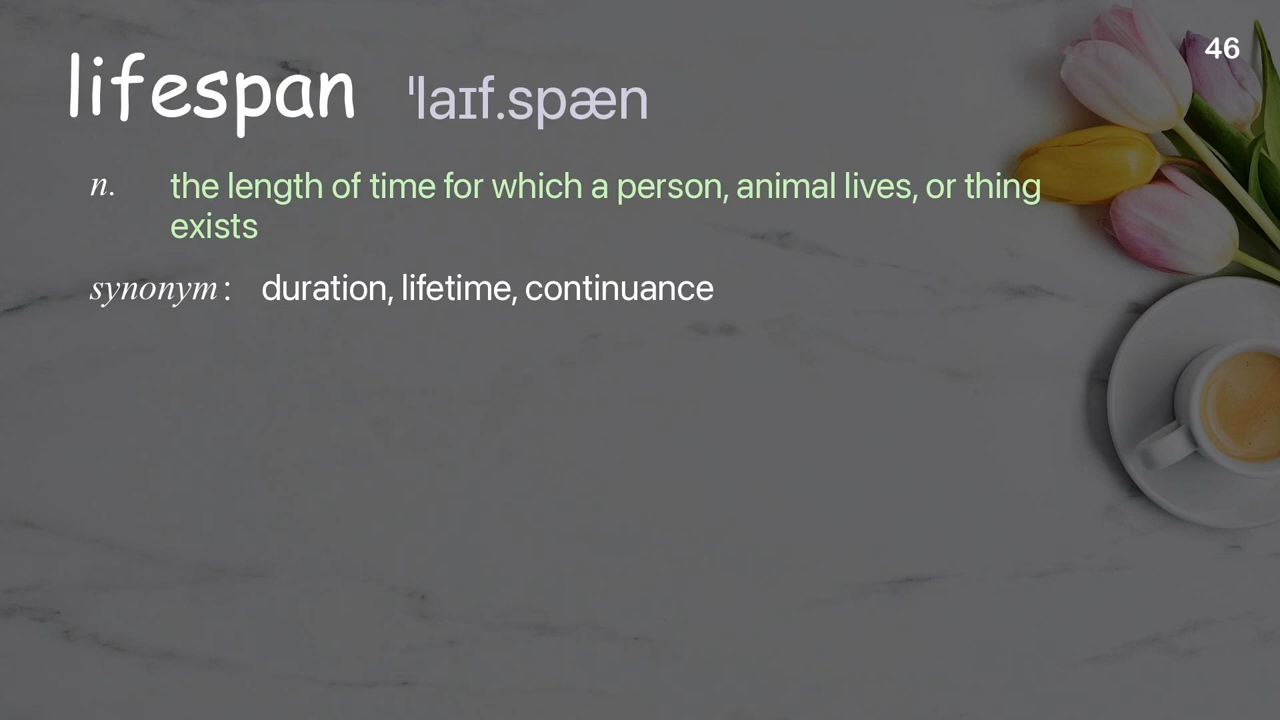 46
lifespan ˈlaɪf.spæn
n. the length of time for which a person, animal lives, or thing
exists
synonym: duration, lifetime, continuance